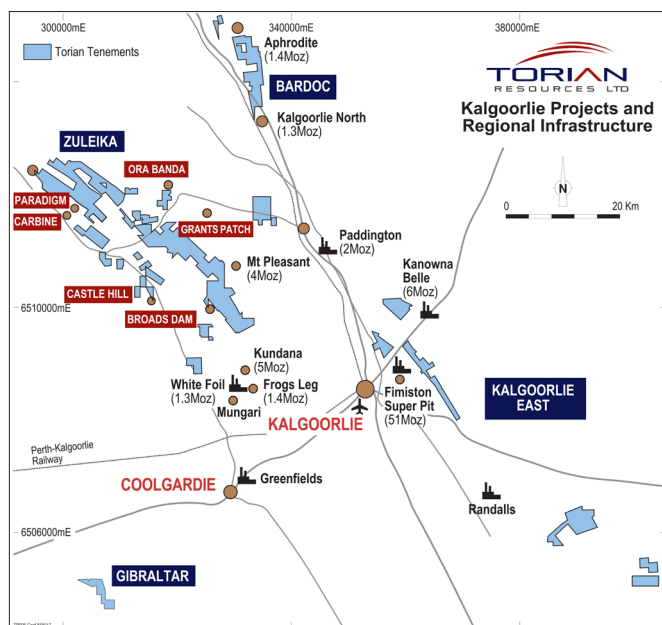 300000mE
340000mE
380000mE
Torian Tenements
Aphrodite
(1.4Moz)
BARDOC
TORIAN
RESOURCES LTD
Kalgoorlie Projects and
Regional Infrastructure
Kalgoorlie North
(1.3Moz)
ZULEIKA
ORA BANDA
N
PARADIGM
CARBINE
GRANTS PATCH
0
20 Km
Paddington
(2Moz)
Mt Pleasant
(4Moz)
Kanowna
Belle
(6Moz)
CASTLE HILL
6510000mE
BROADS DAM
Kundana
(5Moz)
White Foil
(1.3Moz)
Frogs Leg
(1.4Moz)
Mungari
Fimiston
Super Pit
(51Moz)
KALGOORLIE
EAST
KALGOORLIE
Perth-Kalgoorlie
Railway
COOLGARDIE
Greenfields
Randalls
6506000mE
GIBRALTAR